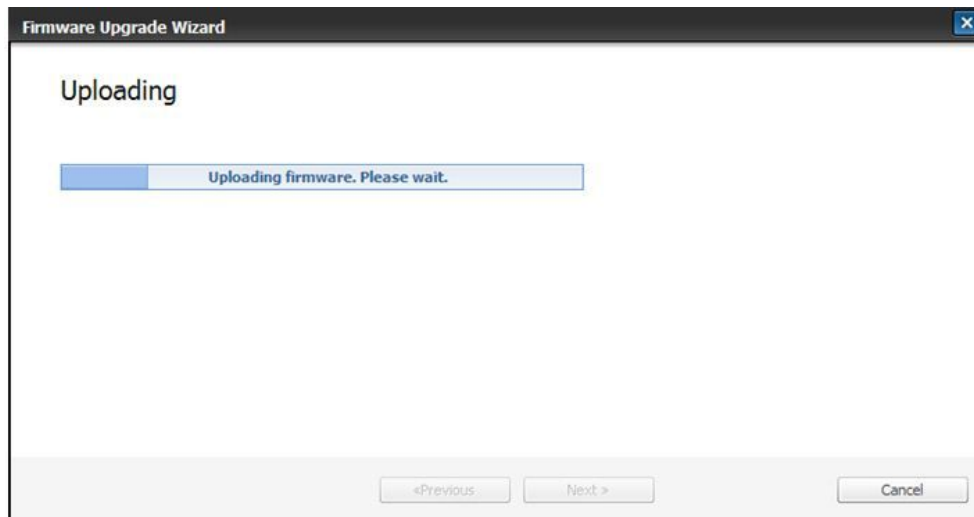 Firmware Upgrade Wizard
Uploading
Uploading firmware. Please wait.
<Previous
Next >
Cancel